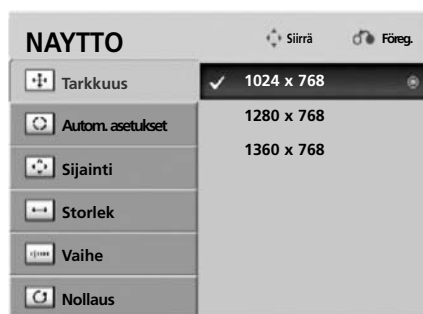 NAYTTO
Siirrä
Föreg.
Tarkkuus
Autom. asetukset
Sijainti
Storlek
Vaihe
Nollaus
1024 x 768
1280 x 768
1360 x 768